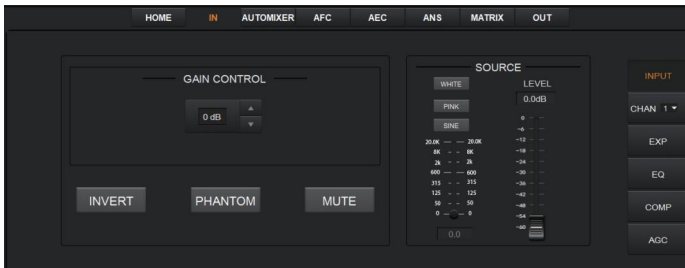 HOME IN AUTOMIXER AFC AEC ANS MATRIX OUT
GAIN CONTROL
0 dB
INVERT PHANTOM MUTE
SOURCE
WHITE
PINK
SINE
20.0K 20.0K
8K 8K
2k 2k
600 600
315 315
125 125
50 50
0 0
0.0
LEVEL
0.0dB
0
-6
-12
-18
-24
-30
-36
-42
-48
-54
-60
INPUT
CHAN 1
EXP
EQ
COMP
AGC